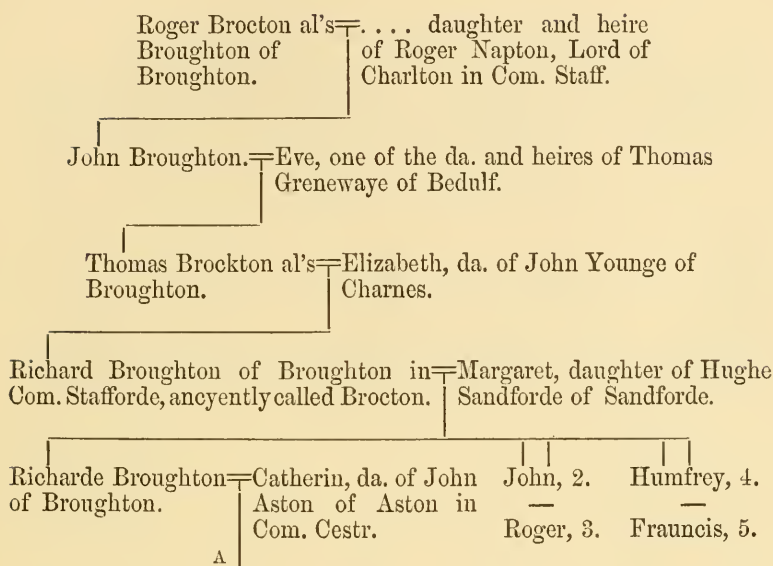 Roger Brocton al's
Broughton of
Broughton.
. . . . daughter and heire
of Roger Napton, Lord of
Charlton in Com. Staff.
John Broughton.
Eve, one of the da. and heires of Thomas
Grenewaye of Bedulf.
Thomas Brockton al's
Broughton.
Elizabeth, da. of John Younge of
Charnes.
Richard Broughton of Broughton in
Com. Stafforde, ancyently called Brocton.
Margaret, daughter of Hughe
Sandforde of Sandforde.
Richarde Broughton
of Broughton.
Catherin, da. of John
Aston of Aston in
Com. Cestr.
John, 2.
—
Roger, 3.
Humfrey, 4.
—
Frauncis, 5.
A